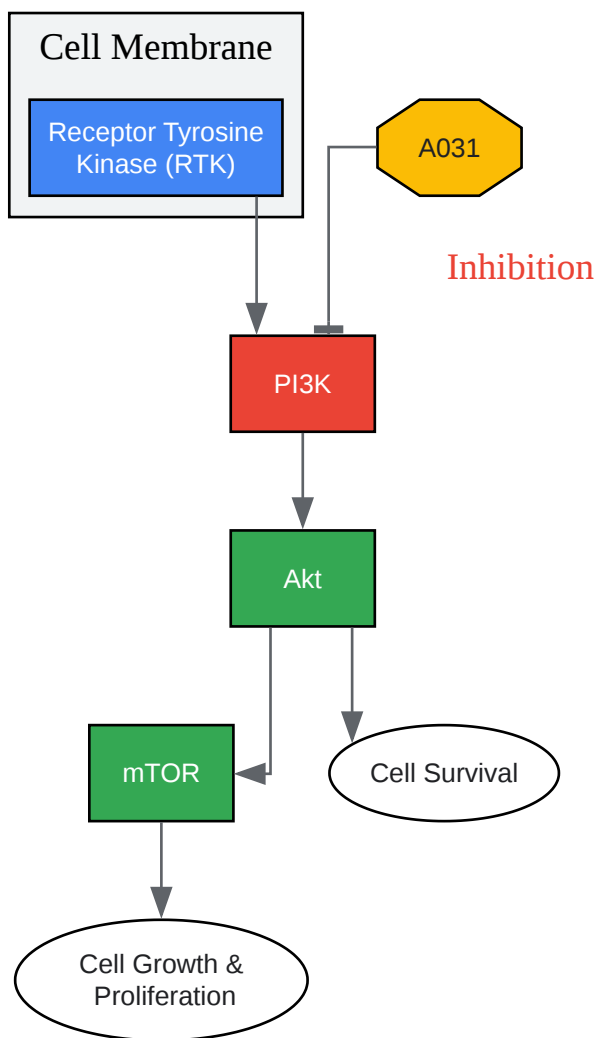 Cell Membrane
Receptor Tyrosine
Kinase (RTK)
A031
Inhibition
PI3K
Akt
mTOR
Cell Survival
Cell Growth &
Proliferation